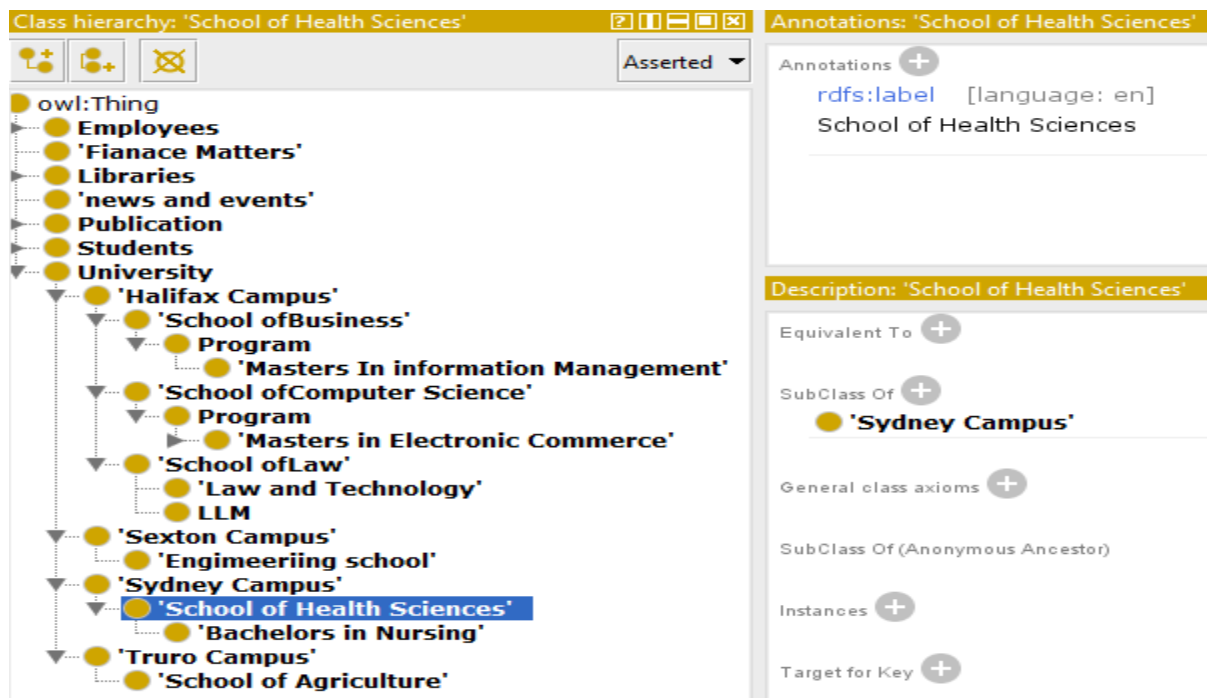 Class hierarchy: 'School of Health Sciences'
Asserted
owl:Thing
Employees
'Fianace Matters'
Libraries
'news and events'
Publication
Students
University
'Halifax Campus'
'School ofBusiness'
Program
'Masters In information Management'
'School ofComputer Science'
Program
'Masters in Electronic Commerce'
'School ofLaw'
'Law and Technology'
LLM
'Sexton Campus'
'Engimeeriing school'
'Sydney Campus'
'School of Health Sciences'
'Bachelors in Nursing'
'Truro Campus'
'School of Agriculture'
Annotations: 'School of Health Sciences'
Annotations
rdfs:label [language: en]
School of Health Sciences
Description: 'School of Health Sciences'
Equivalent To
SubClass Of
'Sydney Campus'
General class axioms
SubClass Of (Anonymous Ancestor)
Instances
Target for Key